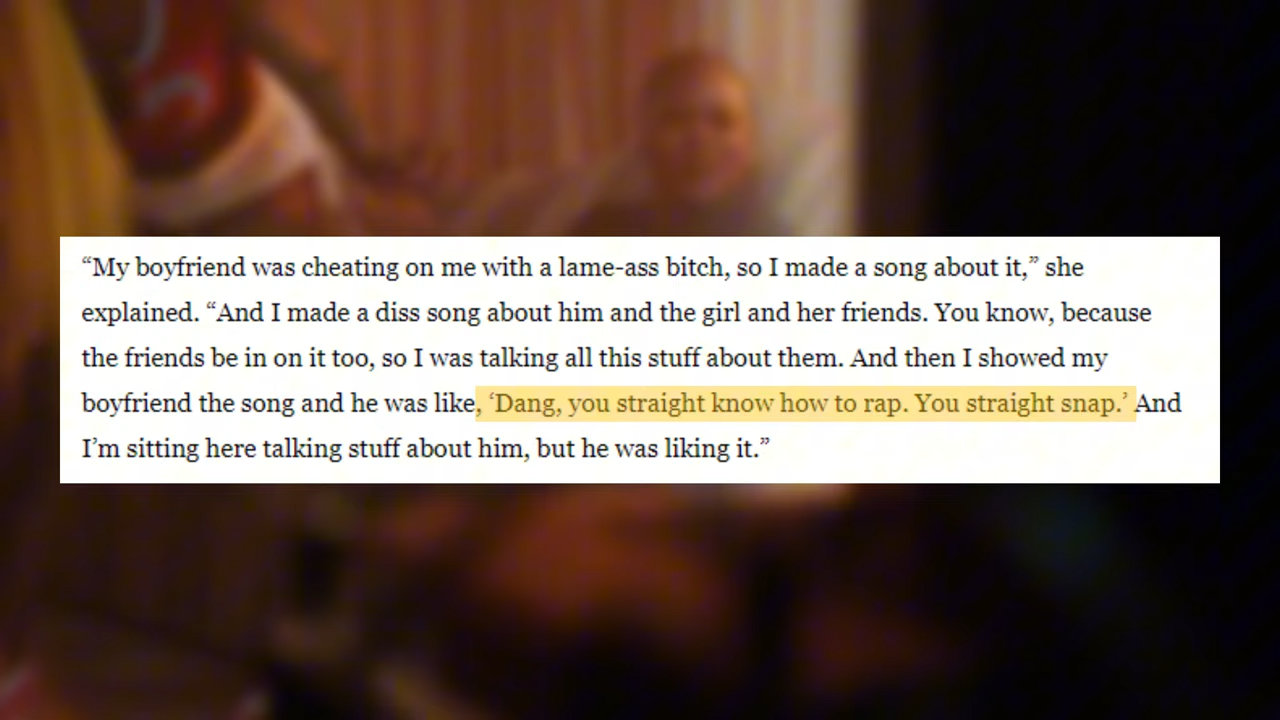 “My boyfriend was cheating on me with a lame-ass bitch, so I made a song about it,” she
explained. “And I made a diss song about him and the girl and her friends. You know, because
the friends be in on it too, so I was talking all this stuff about them. And then I showed my
boyfriend the song and he was like, ‘Dang, you straight know how to rap. You straight snap.’ And
I’m sitting here talking stuff about him, but he was liking it.”